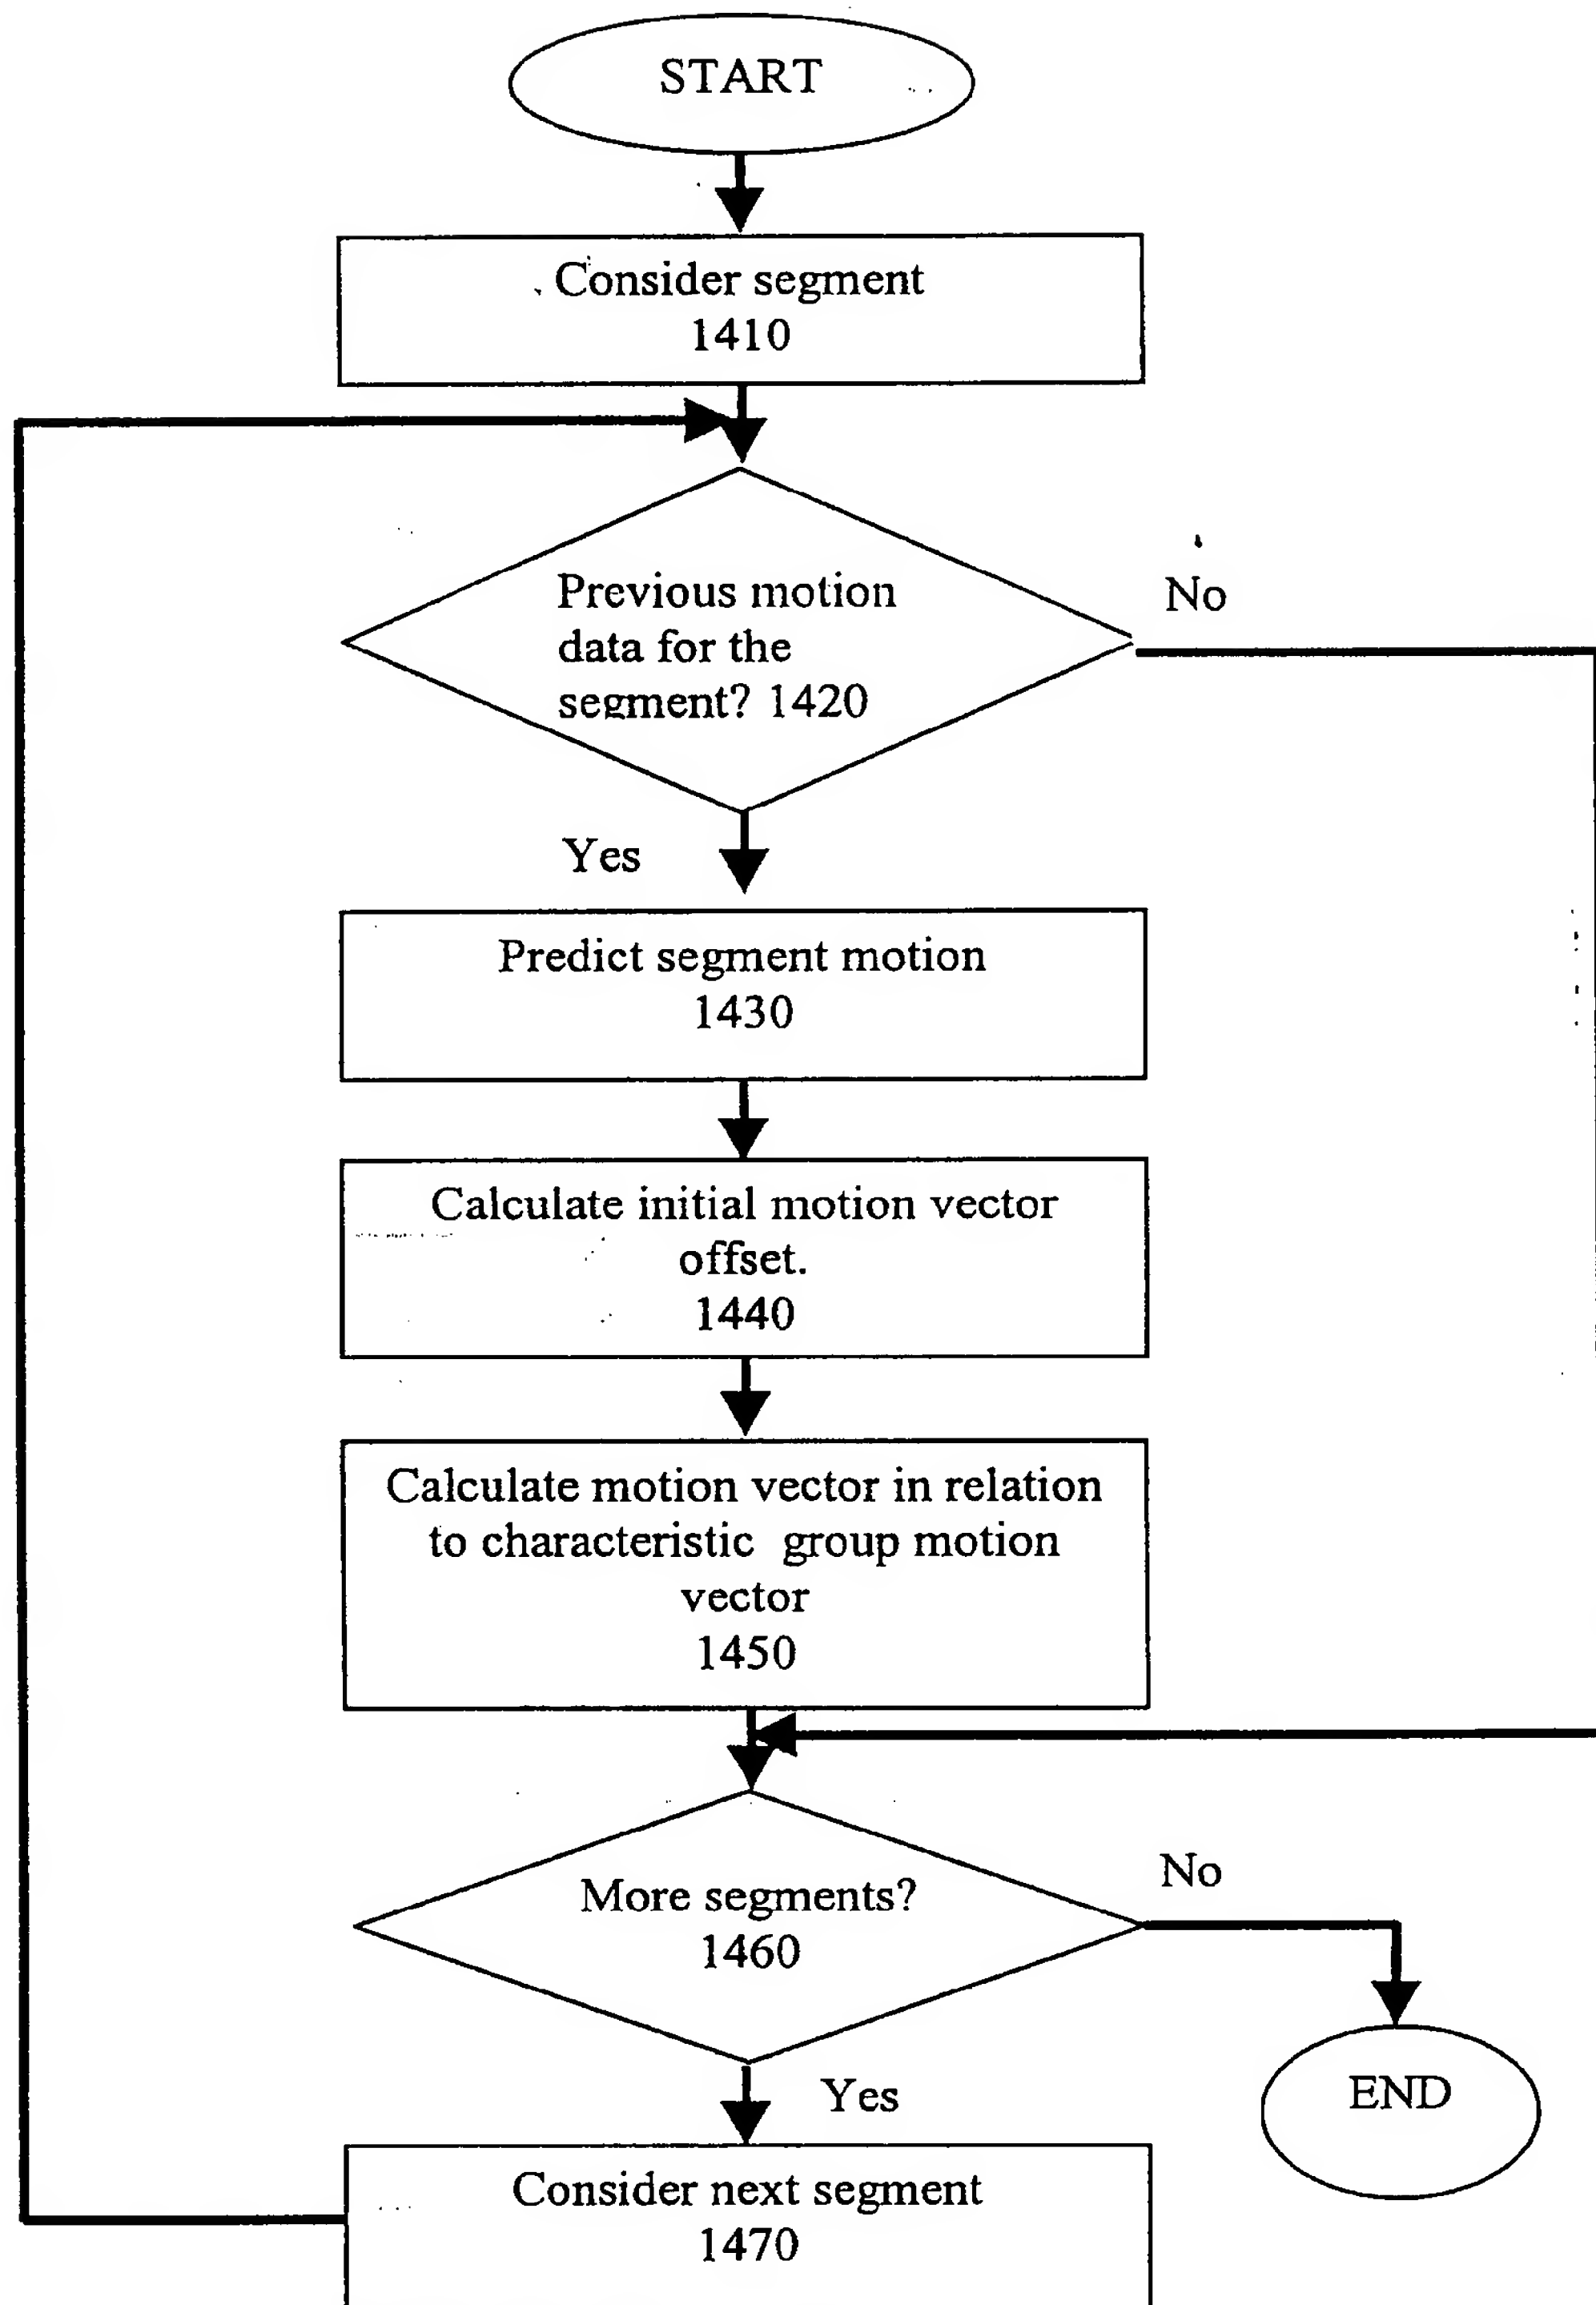 START
Consider segment
1410
Previous motion
data for the
segment? 1420
No
Yes
Predict segment motion
1430
Calculate initial motion vector
offset.
1440
Calculate motion vector in relation
to characteristic group motion
vector
1450
More segments?
1460
No
Yes
END
Consider next segment
1470